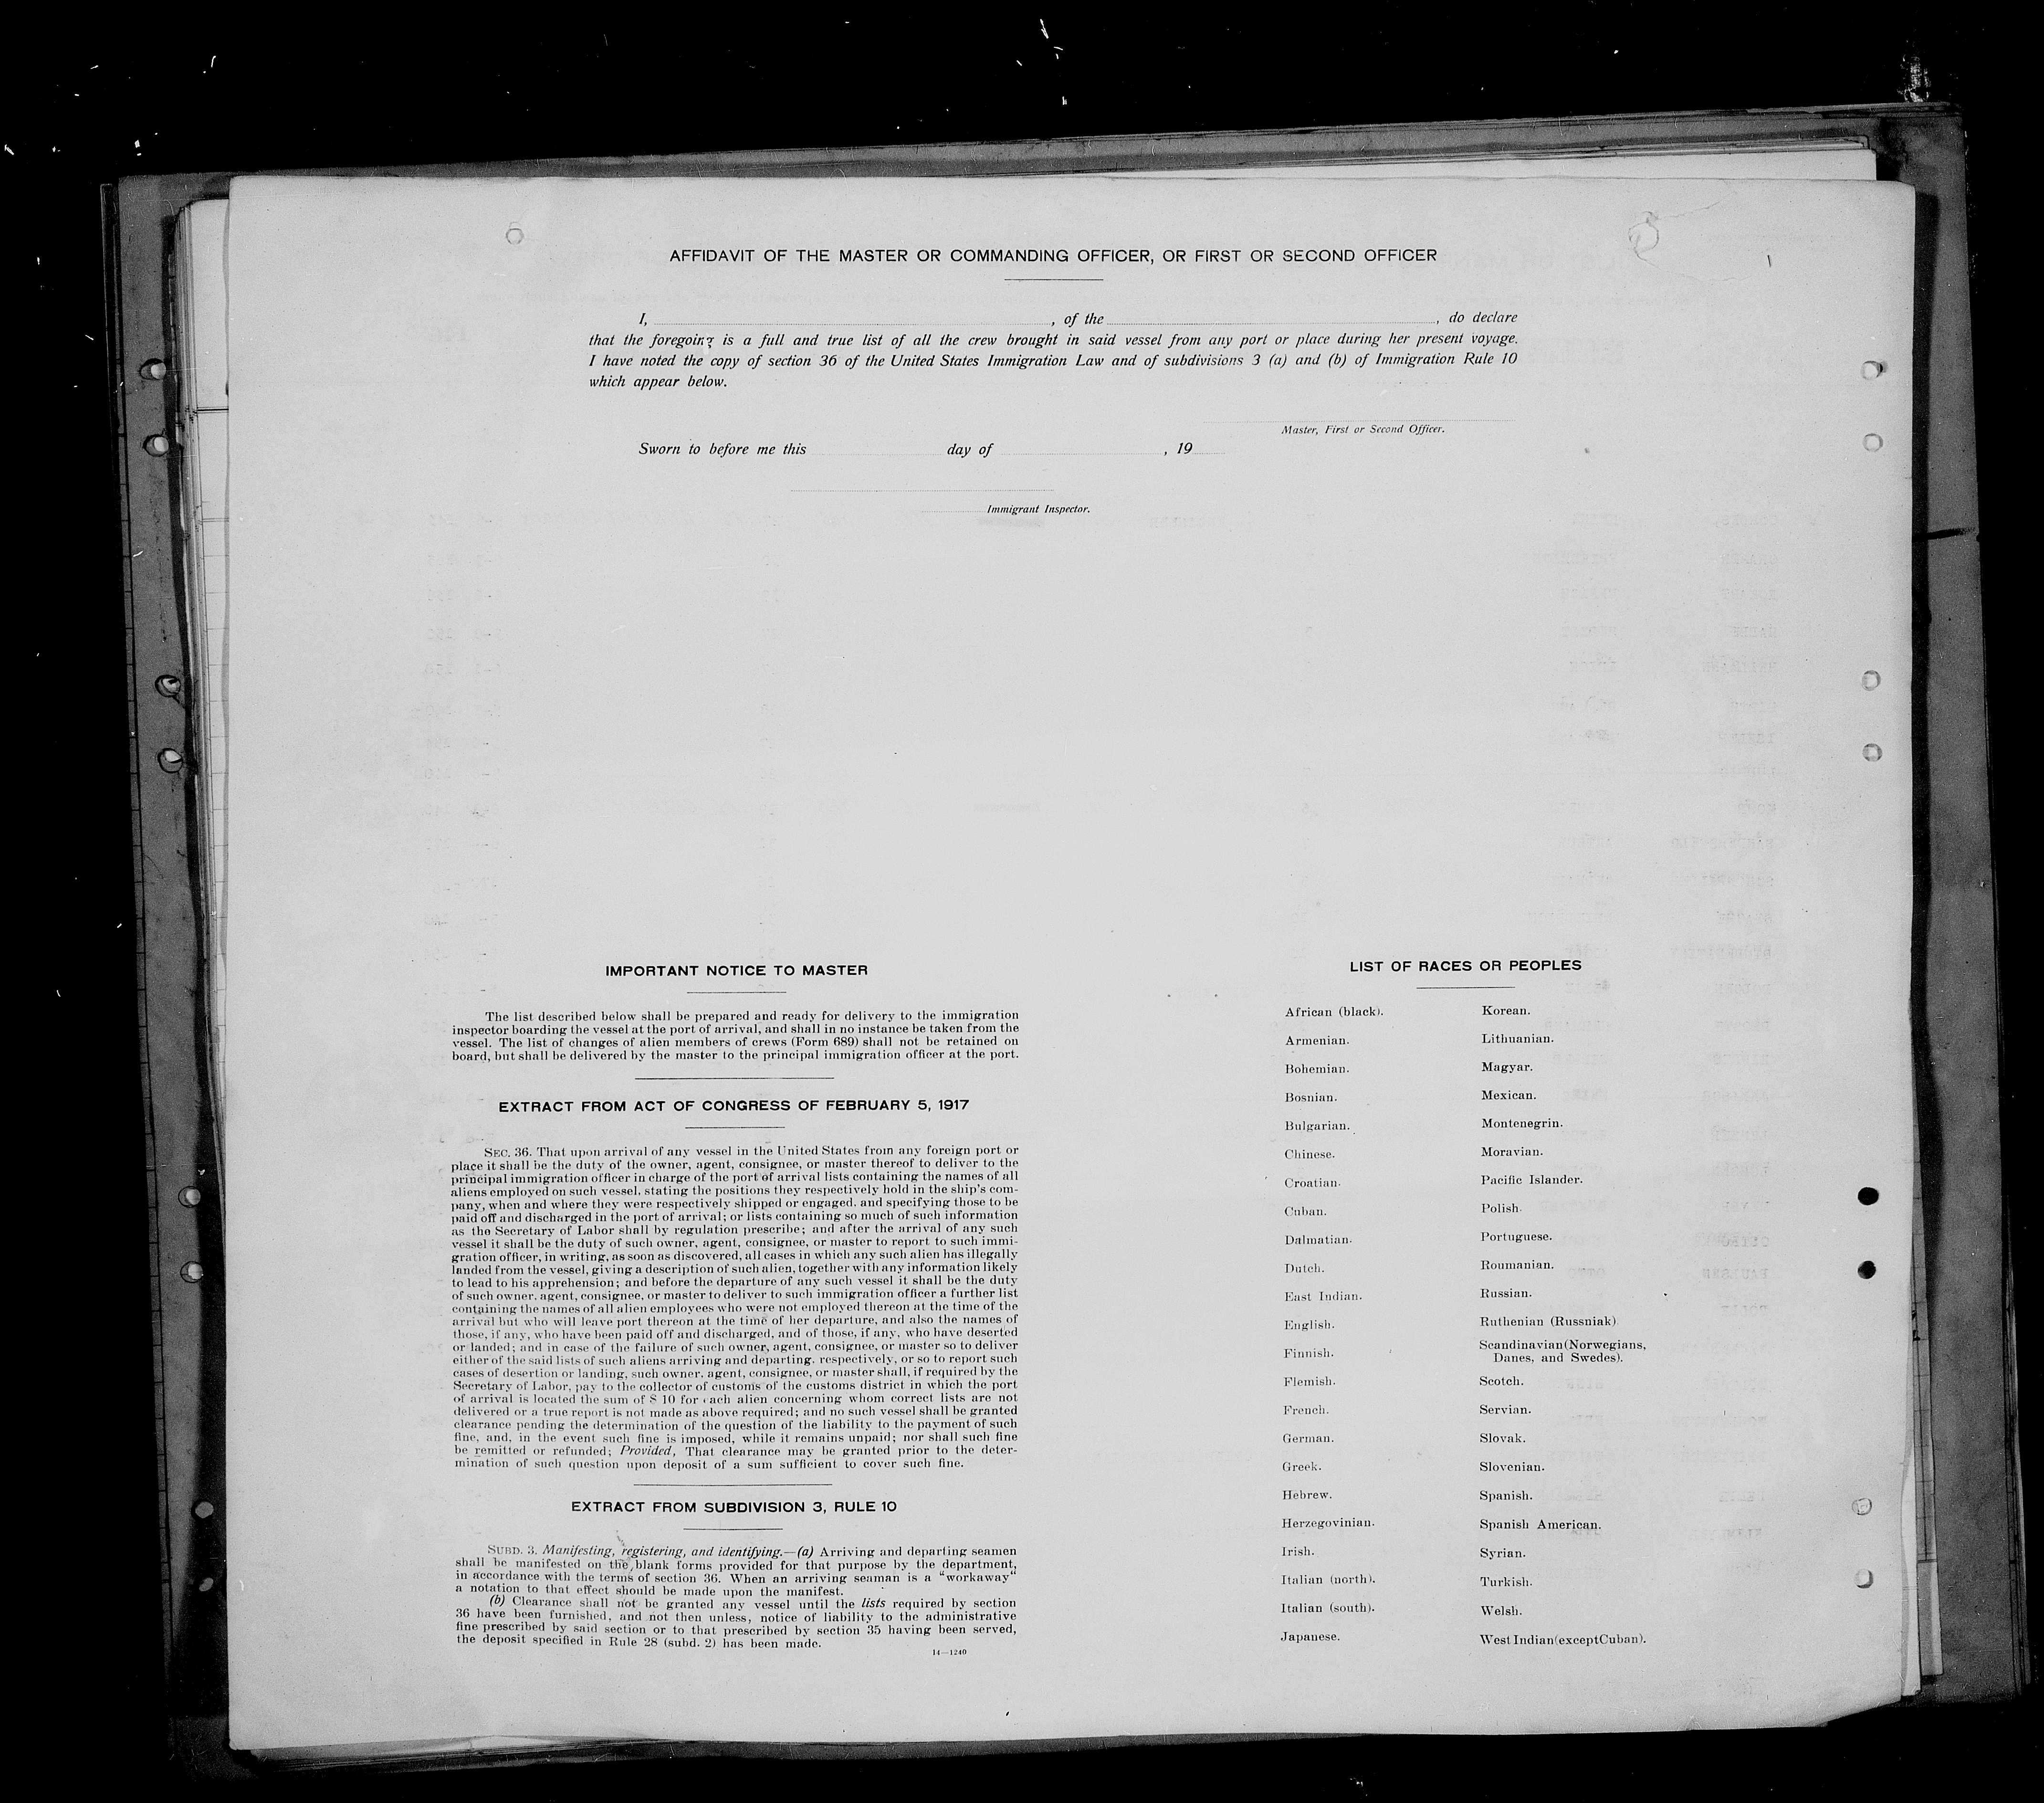 AFFIDAVIT OF THE MASTER OR COMMANDING OFFICER, OR FIRST OR SECOND OFFICER
I, , of the , do declare
that the foregoing is a full and true list of all the crew brought in said vessel from any port or place during her present voyage.
I have noted the copy of section 36 of the United States Immigration Law and of subdivisions 3 (a) and (b) of Immigration Rule 10
which appear below.
Master, First or Second Officer.
Sworn to before me this day of , 19
Immigrant Inspector.
IMPORTANT NOTICE TO MASTER
The list described below shall be prepared and ready for delivery to the immigration
inspector boarding the vessel at the port of arrival, and shall in no instance be taken from the
vessel. The list of changes of alien members of crews (Form 689) shall not be retained on
board, but shall be delivered by the master to the principal immigration officer at the port.
EXTRACT FROM ACT OF CONGRESS OF FEBRUARY 5, 1917
SEC. 36. That upon arrival of any vessel in the United States from any foreign port or
place it shall be the duty of the owner, agent, consignee, or master thereof to deliver to the
principal immigration officer in charge of the port of arrival lists containing the names of all
aliens employed on such vessel, stating the positions they respectively hold in the ship's com-
pany, when and where they were respectively shipped or engaged, and specifying those to be
paid off and discharged in the port of arrival; or lists containing so much of such information
as the Secretary of Labor shall by regulation prescribe; and after the arrival of any such
vessel it shall be the duty of such owner, agent, consignee, or master to report to such immi-
gration officer, in writing, as soon as discovered, all cases in which any such alien has illegally
landed from the vessel, giving a description of such alien, together with any information likely
to lead to his apprehension; and before the departure of any such vessel it shall be the duty
of such owner, agent, consignee, or master to deliver to such immigration officer a further list
containing the names of all alien employees who were not employed thereon at the time of the
arrival but who will leave port thereon at the time of her departure, and also the names of
those, if any, who have been paid off and discharged, and of those, if any, who have deserted
or landed; and in case of the failure of such owner, agent, consignee, or master so to deliver
either of the said lists of such aliens arriving and departing, respectively, or so to report such
cases of desertion or landing, such owner, agent, consignee, or master shall, if required by the
Secretary of Labor, pay to the collector of customs of the customs district in which the port
of arrival is located the sum of $ 10 for each alien concerning whom correct lists are not
delivered or a true report is not made as above required; and no such vessel shall be granted
clearance pending the determination of the question of the liability to the payment of such
fine, and, in the event such fine is imposed, while it remains unpaid; nor shall such fine
be remitted or refunded; Provided, That clearance may be granted prior to the deter-
mination of such question upon deposit of a sum sufficient to cover such fine.
EXTRACT FROM SUBDIVISION 3, RULE 10
SUBD. 3. Manifesting, registering, and identifying.—(a) Arriving and departing seamen
shall be manifested on the blank forms provided for that purpose by the department,
in accordance with the terms of section 36. When an arriving seaman is a "workaway"
a notation to that effect should be made upon the manifest.
(b) Clearance shall not be granted any vessel until the lists required by section
36 have been furnished, and not then unless, notice of liability to the administrative
fine prescribed by said section or to that prescribed by section 35 having been served,
the deposit specified in Rule 28 (subd. 2) has been made.
14—1240
LIST OF RACES OR PEOPLES
African (black).
Armenian.
Bohemian.
Bosnian.
Bulgarian.
Chinese.
Croatian.
Cuban.
Dalmatian.
Dutch.
East Indian.
English.
Finnish.
Flemish.
French.
German.
Greek.
Hebrew.
Herzegovinian.
Irish.
Italian (north).
Italian (south).
Japanese.
Korean.
Lithuanian.
Magyar.
Mexican.
Montenegrin.
Moravian.
Pacific Islander.
Polish.
Portuguese.
Roumanian.
Russian.
Ruthenian (Russniak)
Scandinavian (Norwegians,
Danes, and Swedes).
Scotch.
Servian.
Slovak.
Slovenian.
Spanish.
Spanish American.
Syrian.
Turkish.
Welsh.
West Indian (except Cuban).